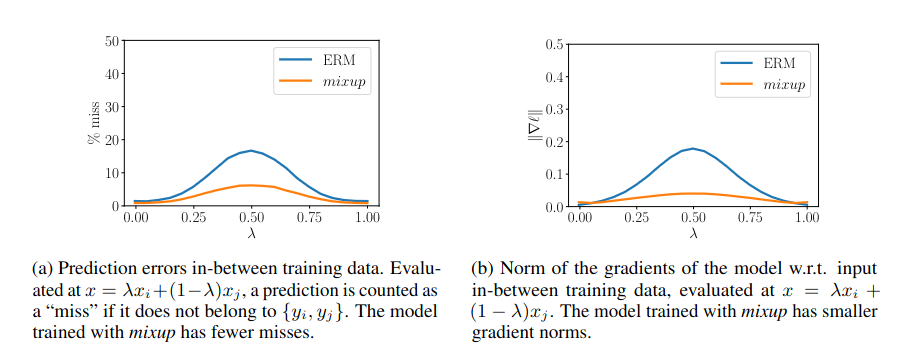 50
40
30
20
10
0
% miss
ERM
mixup
0.00 0.25 0.50 0.75 1.00
λ
0.5
0.4
0.3
0.2
0.1
0.0
‖∇ℓ‖
ERM
mixup
0.00 0.25 0.50 0.75 1.00
λ
(a) Prediction errors in-between training data. Evalu-
ated at x = λxᵢ+(1−λ)xⱼ, a prediction is counted as
a “miss” if it does not belong to {yᵢ, yⱼ}. The model
trained with mixup has fewer misses.
(b) Norm of the gradients of the model w.r.t. input
in-between training data, evaluated at x = λxᵢ +
(1 − λ)xⱼ. The model trained with mixup has smaller
gradient norms.